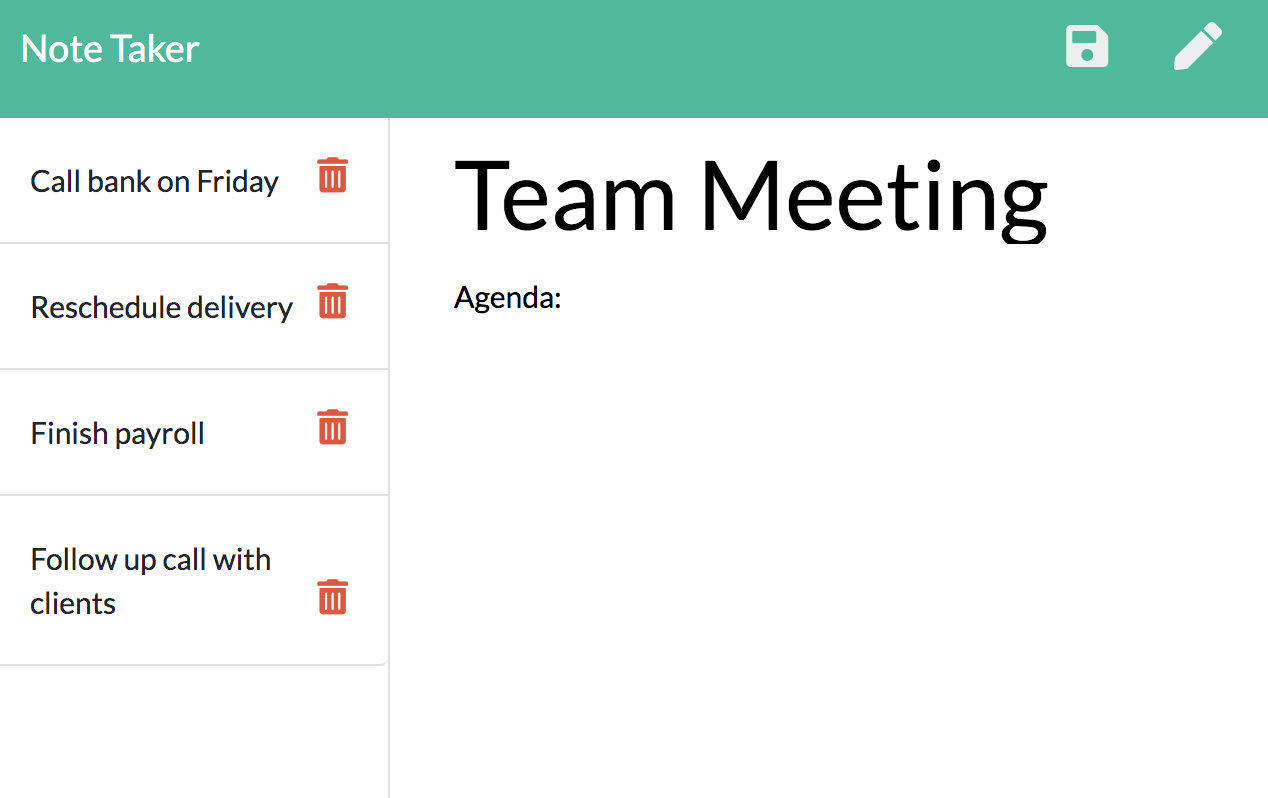 Note Taker
Call bank on Friday
Reschedule delivery
Finish payroll
Follow up call with
clients
Team Meeting
Agenda: